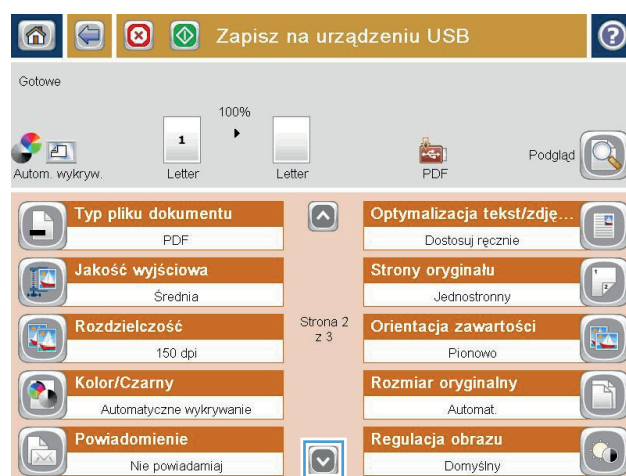 Zapisz na urządzeniu USB
Gotowe
100%
1
Autom. wykryw.
Letter
Letter
PDF
Podgląd
Typ pliku dokumentu
PDF
Jakość wyjściowa
Średnia
Rozdzielczość
150 dpi
Kolor/Czarny
Automatyczne wykrywanie
Powiadomienie
Nie powiadamiaj
Strona 2
z 3
Optymalizacja tekst/zdję...
Dostosuj ręcznie
Strony oryginału
Jednostronny
Orientacja zawartości
Pionowo
Rozmiar oryginalny
Automat.
Regulacja obrazu
Domyślny